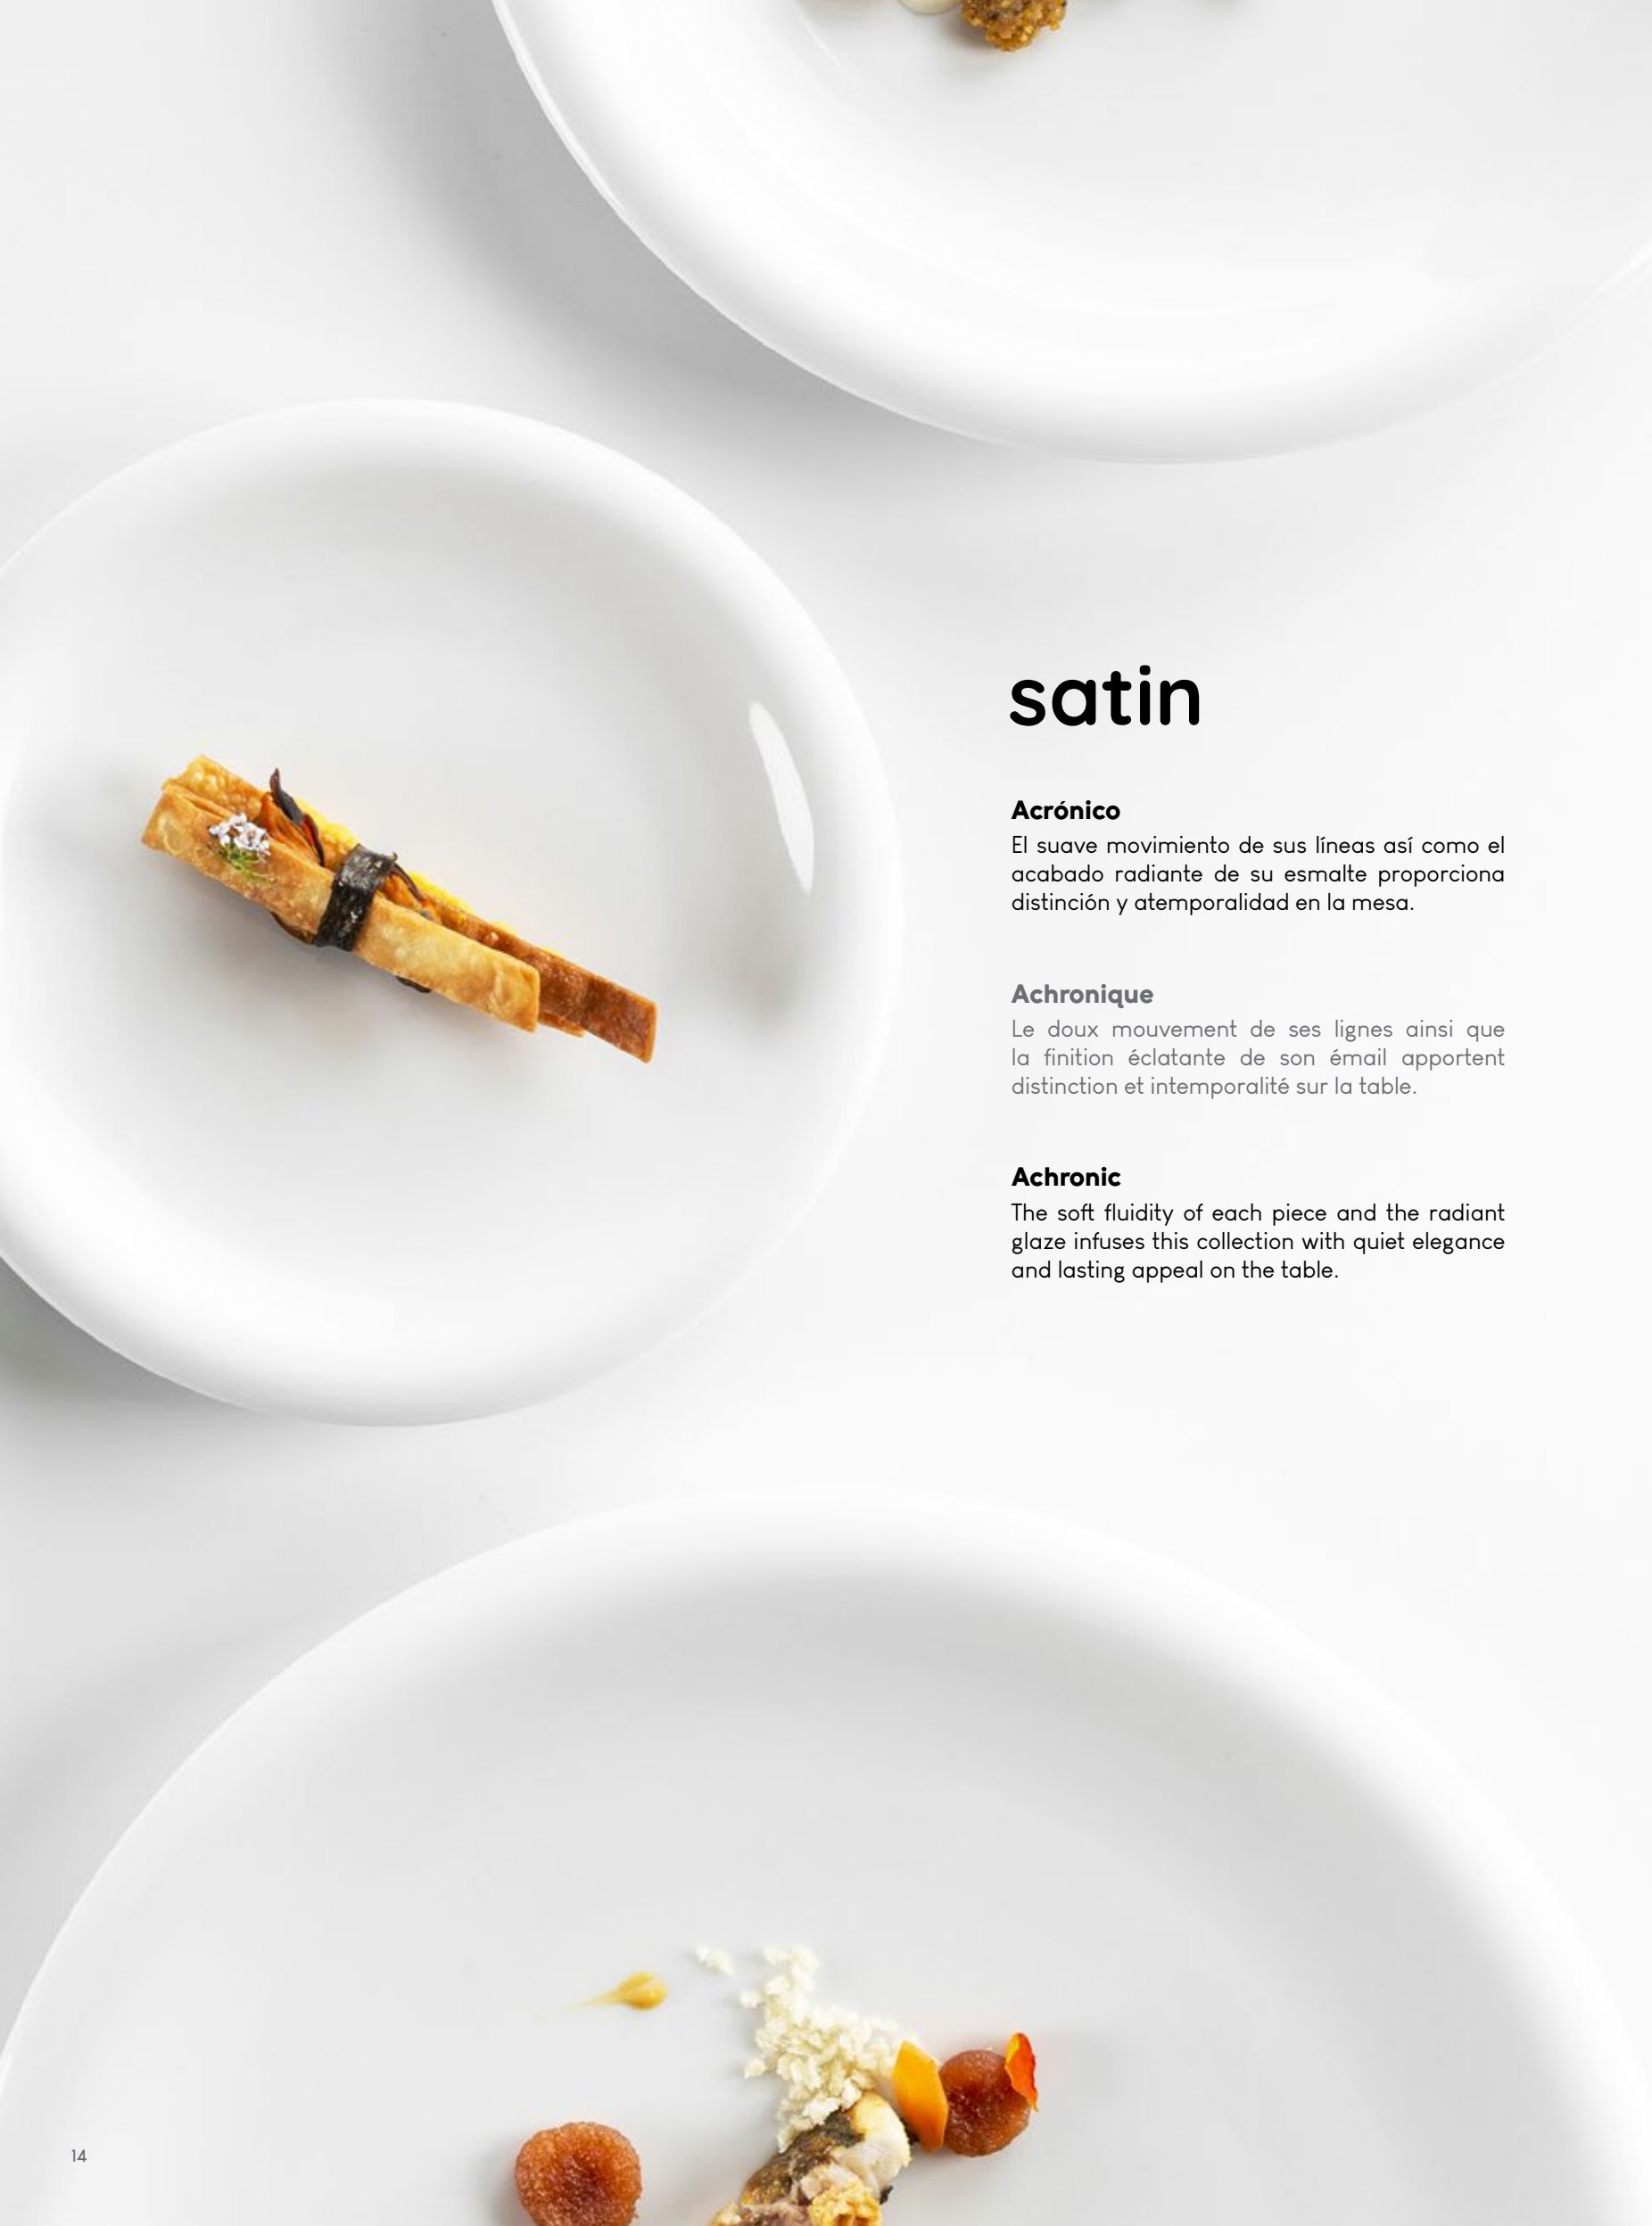 satin
Acrónico
El suave movimiento de sus líneas así como el
acabado radiante de su esmalte proporciona
distinción y atemporalidad en la mesa.
Achronique
Le doux mouvement de ses lignes ainsi que
la finition éclatante de son émail apportent
distinction et intemporalité sur la table.
Achronic
The soft fluidity of each piece and the radiant
glaze infuses this collection with quiet elegance
and lasting appeal on the table.
14